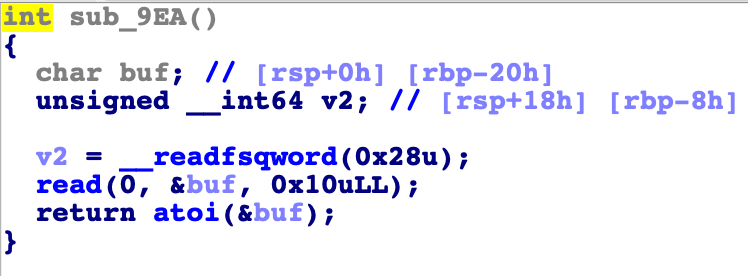 int sub_9EA()
{
char buf; // [rsp+0h] [rbp-20h]
unsigned __int64 v2; // [rsp+18h] [rbp-8h]
v2 = __readfsqword(0x28u);
read(0, &buf, 0x10uLL);
return atoi(&buf);
}